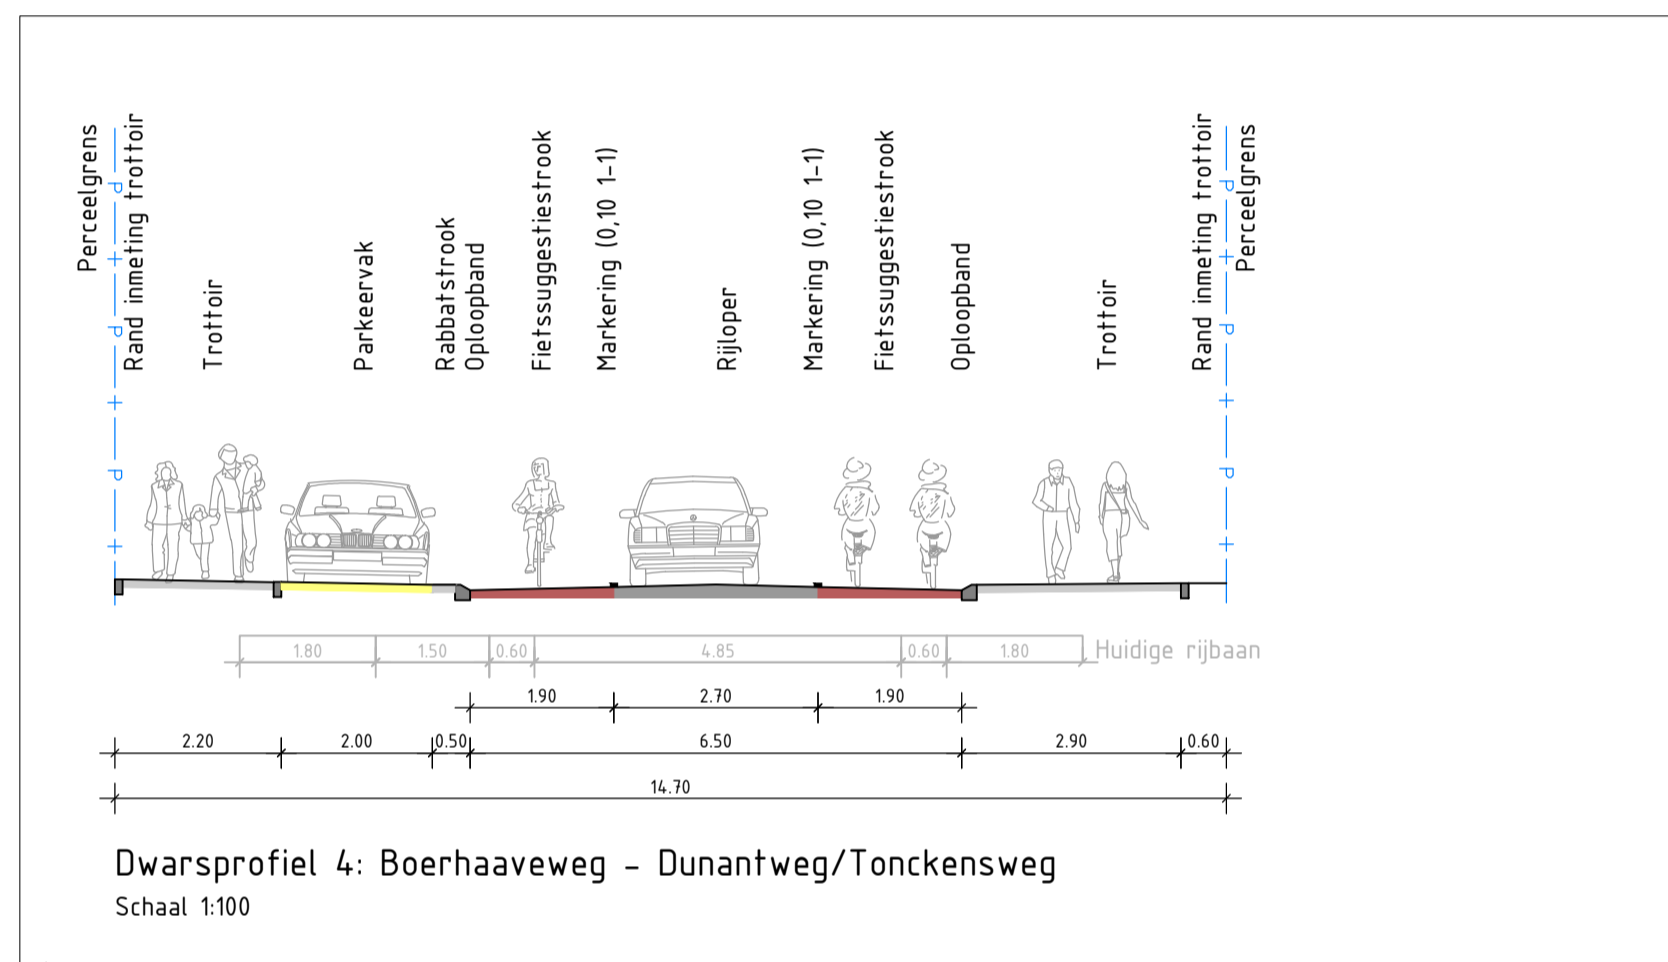 Perceelgrens
Rand inmeting trottoir
Trottoir
Parkeervak
Rabbatstrook
Oploopband
Fietssuggestiestrook
Markering (0,10 1-1)
Rijloper
Markering (0,10 1-1)
Fietssuggestiestrook
Oploopband
Trottoir
Rand inmeting trottoir
Perceelgrens
P
P
P
P
P
P
1.80
1.50
0.60
4.85
0.60
1.80
Huidige rijbaan
1.90
2.70
1.90
2.20
2.00
0.50
6.50
2.90
0.60
14.70
Dwarsprofiel 4: Boerhaaveweg - Dunantweg/Tonckensweg
Schaal 1:100